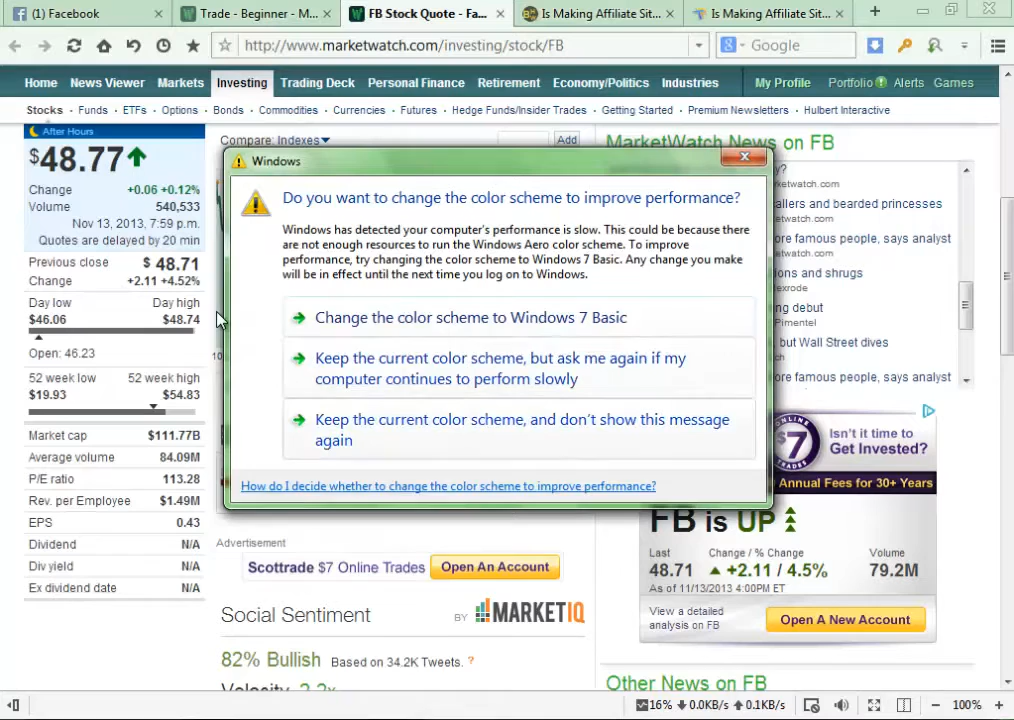 (1) Facebook
Trade - Beginner - M...
FB Stock Quote - Fa...
Is Making Affiliate Sit...
Is Making Affiliate Sit...
http://www.marketwatch.com/investing/stock/FB
Google
Home News Viewer Markets Investing Trading Deck Personal Finance Retirement Economy/Politics Industries My Profile Portfolio Alerts Games
Stocks Funds ETFs Options Bonds Commodities Currencies Futures Hedge Funds/Insider Trades Getting Started Premium Newsletters Hulbert Interactive
After Hours
$48.77
Change +0.06 +0.12%
Volume 540,533
Nov 13, 2013, 7:59 p.m.
Quotes are delayed by 20 min
Previous close $ 48.71
Change +2.11 +4.52%
Day low Day high
$46.06 $48.74
Open: 46.23
52 week low 52 week high
$19.93 $54.83
Market cap $111.77B
Average volume 84.09M
P/E ratio 113.28
Rev. per Employee $1.49M
EPS 0.43
Dividend N/A
Div yield N/A
Ex dividend date N/A
Compare: Indexes Add
Windows
Do you want to change the color scheme to improve performance?
Windows has detected your computer's performance is slow. This could be because there
are not enough resources to run the Windows Aero color scheme. To improve
performance, try changing the color scheme to Windows 7 Basic. Any change you make
will be in effect until the next time you log on to Windows.
Change the color scheme to Windows 7 Basic
Keep the current color scheme, but ask me again if my
computer continues to perform slowly
Keep the current color scheme, and don't show this message
again
How do I decide whether to change the color scheme to improve performance?
Advertisement
Scottrade $7 Online Trades Open An Account
Social Sentiment
BY MARKETIQ
82% Bullish Based on 34.2K Tweets. ?
MarketWatch News on FB
ketwatch.com
allers and bearded princesses
ore famous people, says analyst
ketwatch.com
ons and shrugs
exrode
ng debut
Pimentel
, but Wall Street dives
ketwatch.com
ore famous people, says analyst
$7
TRADES
Isn't it time to
Get Invested?
Annual Fees for 30+ Years
FB is UP
Last Change / % Change Volume
48.71 +2.11 / 4.5% 79.2M
As of 11/13/2013 4:00PM ET
View a detailed
analysis on FB
Open A New Account
Other News on FB
16% 0.0KB/s 0.1KB/s 100%